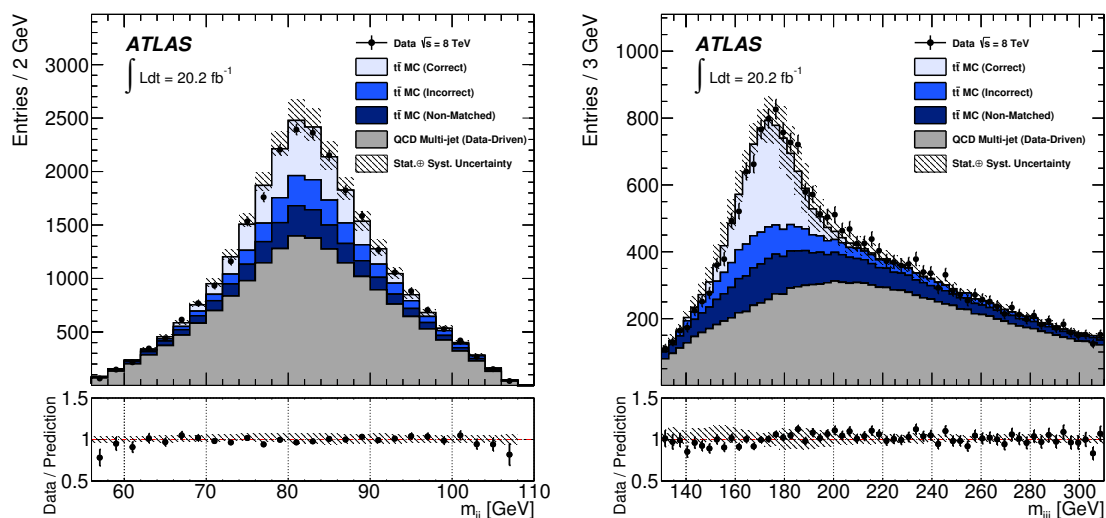 Entries / 2 GeV
3500
3000
2500
2000
1500
1000
500
ATLAS
∫ Ldt = 20.2 fb⁻¹
Data √s = 8 TeV
tt̄ MC (Correct)
tt̄ MC (Incorrect)
tt̄ MC (Non-Matched)
QCD Multi-jet (Data-Driven)
Stat.⊕ Syst. Uncertainty
Data / Prediction
1.5
1
0.5
60 70 80 90 100 110
m_jj [GeV]
Entries / 3 GeV
1000
800
600
400
200
ATLAS
∫ Ldt = 20.2 fb⁻¹
Data √s = 8 TeV
tt̄ MC (Correct)
tt̄ MC (Incorrect)
tt̄ MC (Non-Matched)
QCD Multi-jet (Data-Driven)
Stat.⊕ Syst. Uncertainty
Data / Prediction
1.5
1
0.5
140 160 180 200 220 240 260 280 300
m_jjj [GeV]